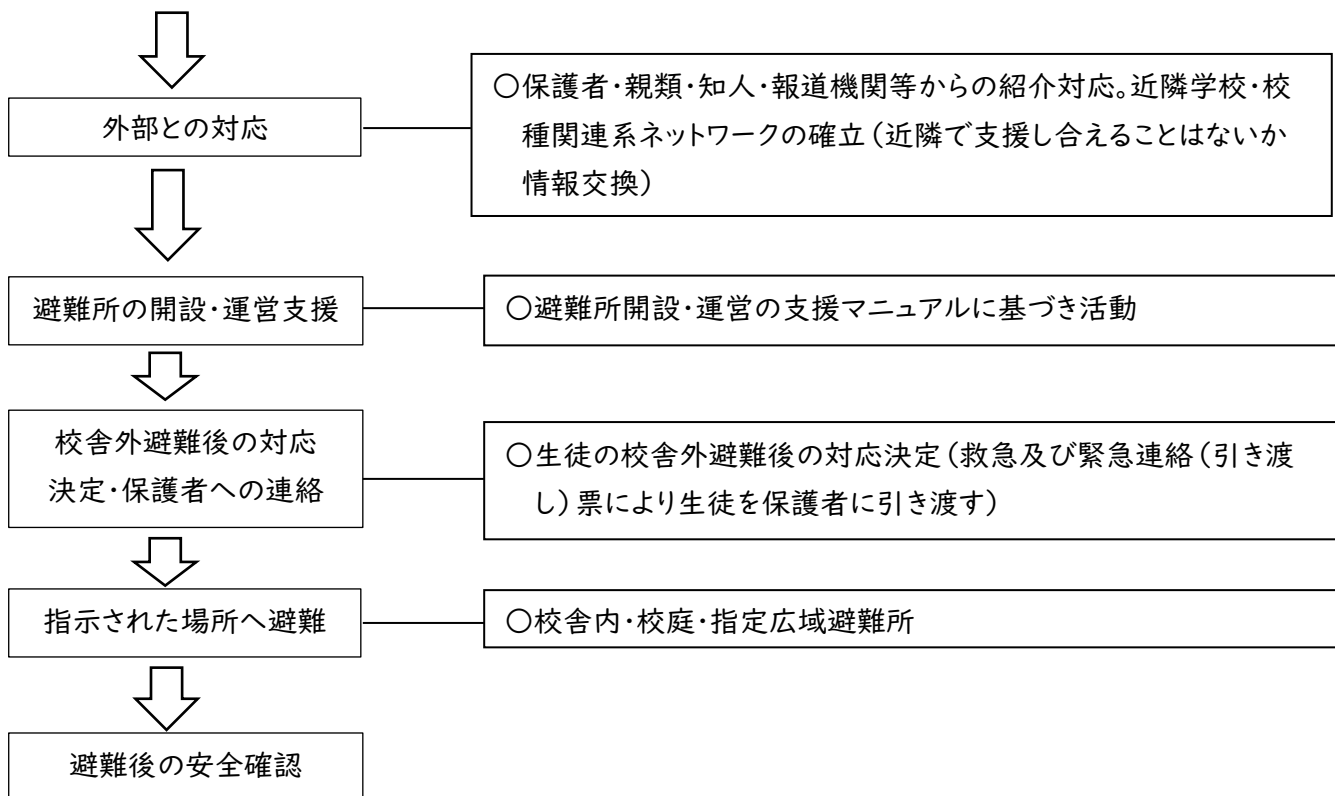 外部との対応
○保護者・親類・知人・報道機関等からの紹介対応。近隣学校・校
種関連系ネットワークの確立（近隣で支援し合えることはないか
情報交換）
避難所の開設・運営支援
○避難所開設・運営の支援マニュアルに基づき活動
校舎外避難後の対応
決定・保護者への連絡
○生徒の校舎外避難後の対応決定（救急及び緊急連絡（引き渡
し）票により生徒を保護者に引き渡す）
指示された場所へ避難
○校舎内・校庭・指定広域避難所
避難後の安全確認